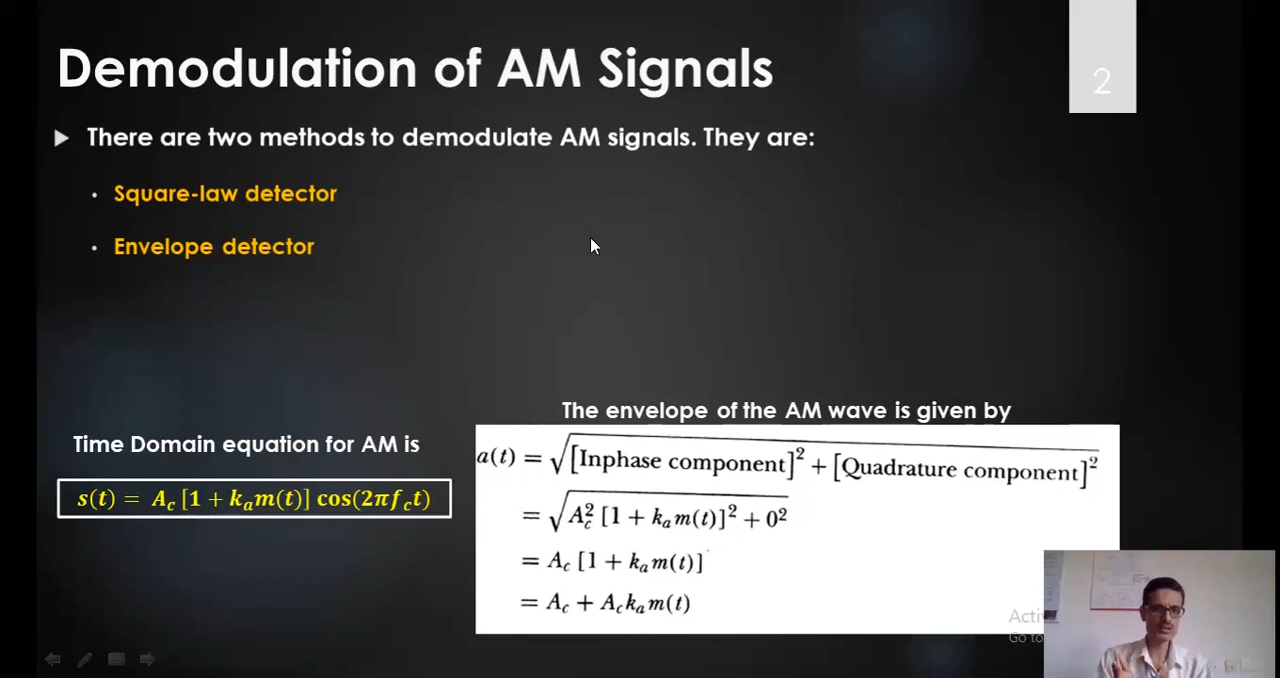 Demodulation of AM Signals
2
There are two methods to demodulate AM signals. They are:
• Square-law detector
• Envelope detector
The envelope of the AM wave is given by
Time Domain equation for AM is
s(t) = A_c [1 + k_a m(t)] cos(2πf_c t)
a(t) = √([Inphase component]² + [Quadrature component]²)
= √(A_c² [1 + k_a m(t)]² + 0²)
= A_c [1 + k_a m(t)]
= A_c + A_c k_a m(t)
Go to